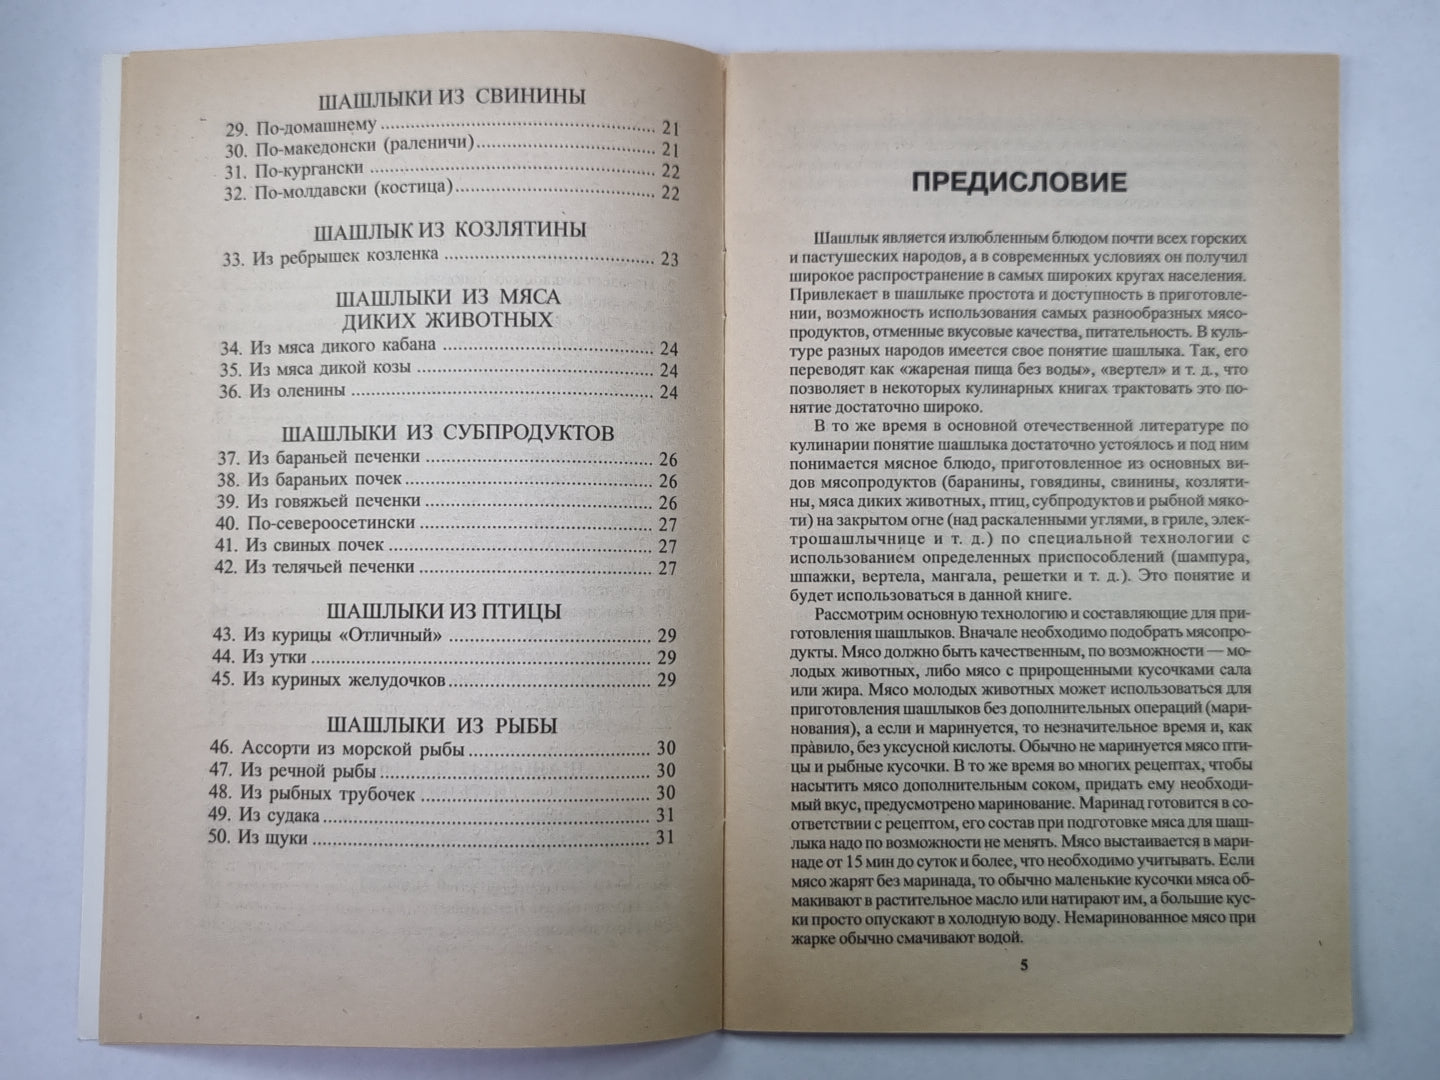 ШАШЛЫКИ ИЗ СВИНИНЫ
29. По-домашнему ........ 21
30. По-македонски (раленичи) ........ 21
31. По-кургански ........ 22
32. По-молдавски (костица) ........ 22
ШАШЛЫК ИЗ КОЗЛЯТИНЫ
33. Из ребрышек козленка ........ 23
ШАШЛЫКИ ИЗ МЯСА
ДИКИХ ЖИВОТНЫХ
34. Из мяса дикого кабана ........ 24
35. Из мяса дикой козы ........ 24
36. Из оленины ........ 24
ШАШЛЫКИ ИЗ СУБПРОДУКТОВ
37. Из бараньей печенки ........ 26
38. Из бараньих почек ........ 26
39. Из говяжьей печенки ........ 26
40. По-североосетински ........ 27
41. Из свиных почек ........ 27
42. Из телячьей печенки ........ 27
ШАШЛЫКИ ИЗ ПТИЦЫ
43. Из курицы «Отличный» ........ 29
44. Из утки ........ 29
45. Из куриных желудочков ........ 29
ШАШЛЫКИ ИЗ РЫБЫ
46. Ассорти из морской рыбы ........ 30
47. Из речной рыбы ........ 30
48. Из рыбных трубочек ........ 30
49. Из судака ........ 31
50. Из щуки ........ 31
ПРЕДИСЛОВИЕ
Шашлык является излюбленным блюдом почти всех горских
и пастушеских народов, а в современных условиях он получил
широкое распространение в самых широких кругах населения.
Привлекает в шашлыке простота и доступность в приготовле-
нии, возможность использования самых разнообразных мясо-
продуктов, отменные вкусовые качества, питательность. В куль-
туре разных народов имеется свое понятие шашлыка. Так, его
переводят как «жареная пища без воды», «вертел» и т. д., что
позволяет в некоторых кулинарных книгах трактовать это по-
нятие достаточно широко.
В то же время в основной отечественной литературе по
кулинарии понятие шашлыка достаточно устоялось и под ним
понимается мясное блюдо, приготовленное из основных ви-
дов мясопродуктов (баранины, говядины, свинины, козляти-
ны, мяса диких животных, птиц, субпродуктов и рыбной мяко-
ти) на закрытом огне (над раскаленными углями, в гриле, элек-
трошашлычнице и т. д.) по специальной технологии с
использованием определенных приспособлений (шампура,
шпажки, вертела, мангала, решетки и т. д.). Это понятие и
будет использоваться в данной книге.
Рассмотрим основную технологию и составляющие для при-
готовления шашлыков. Вначале необходимо подобрать мясопро-
дукты. Мясо должно быть качественным, по возможности — мо-
лодых животных, либо мясо с прирощенными кусочками сала
или жира. Мясо молодых животных может использоваться для
приготовления шашлыков без дополнительных операций (мари-
нования), а если и маринуется, то незначительное время и, как
правило, без уксусной кислоты. Обычно не маринуется мясо пти-
цы и рыбные кусочки. В то же время во многих рецептах, чтобы
насытить мясо дополнительным соком, придать ему необходи-
мый вкус, предусмотрено маринование. Маринад готовится в со-
ответствии с рецептом, его состав при подготовке мяса для шаш-
лыка надо по возможности не менять. Мясо выстаивается в мари-
наде от 15 мин до суток и более, что необходимо учитывать. Если
мясо жарят без маринада, то обычно маленькие кусочки мяса об-
макивают в растительное масло или натирают им, а большие кус-
ки просто опускают в холодную воду. Немаринованное мясо при
жарке обычно смачивают водой.
5